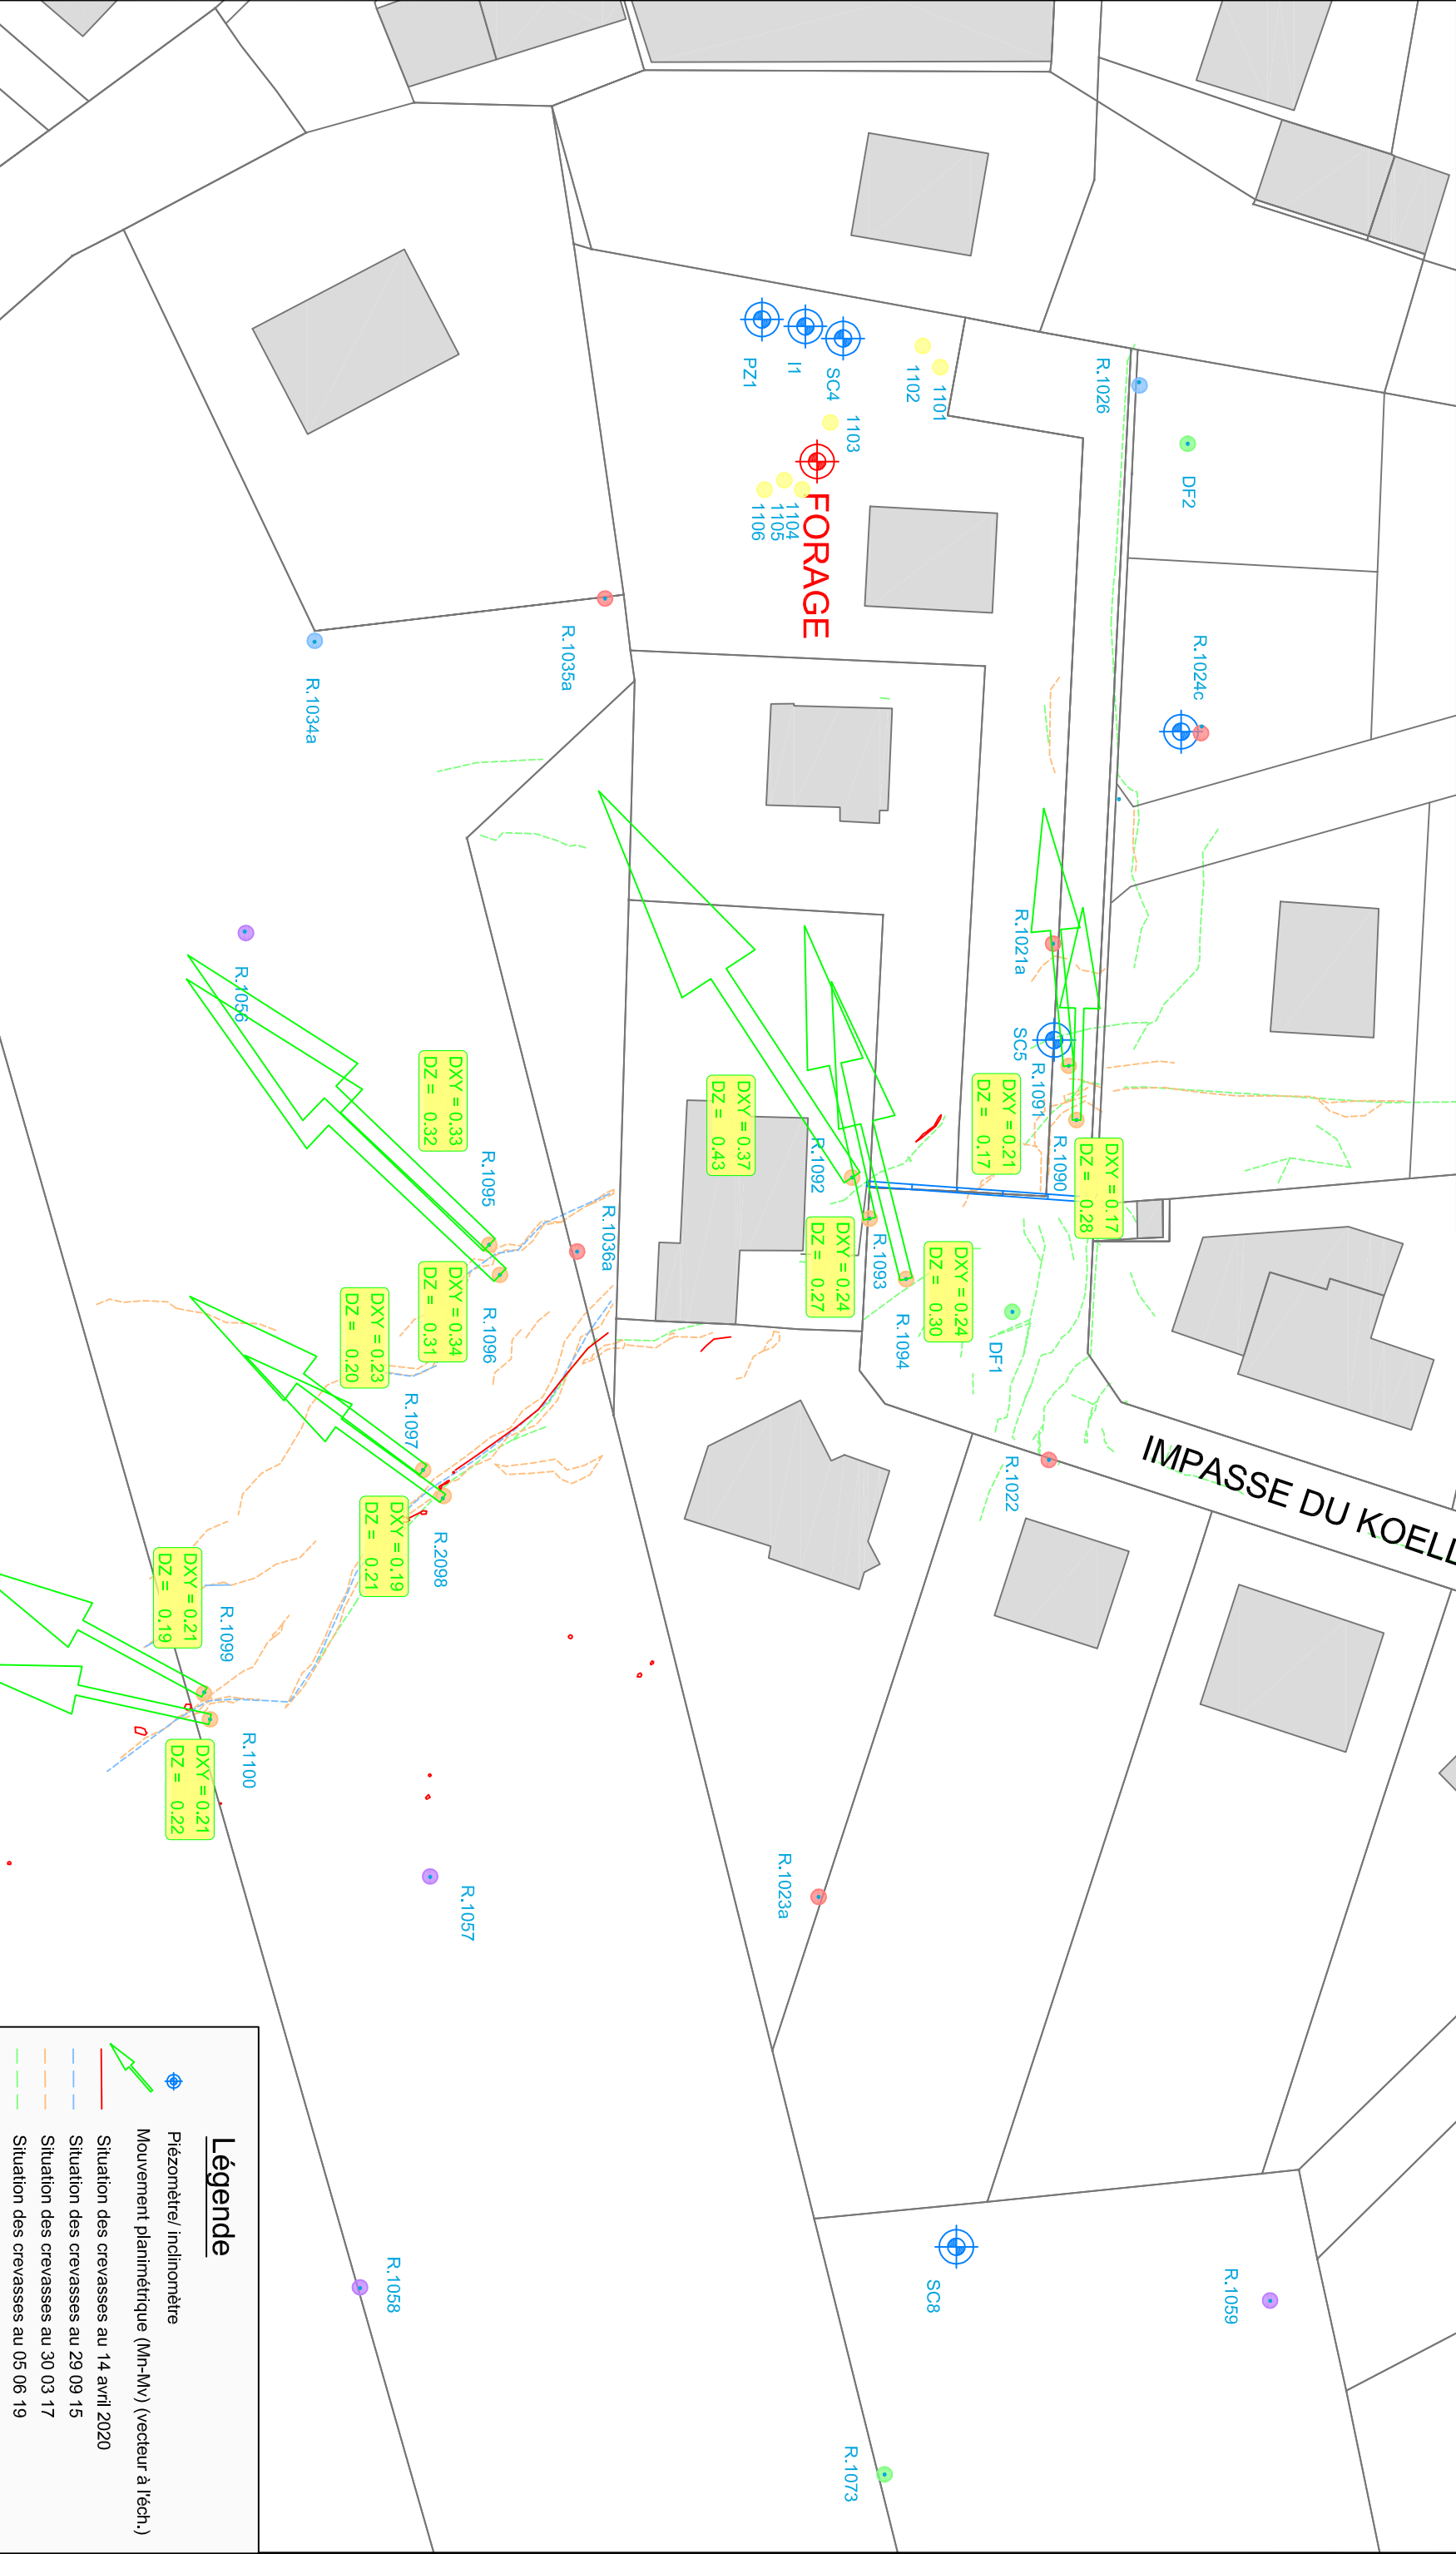 R.1026
DF2
R.1024c
PZ1
I1
SC4
1102
1101
1103
1104
1105
1106
FORAGE
R.1035a
R.1034a
R.1056
R.1021a
SC5
R.1091
DXY = 0.21
DZ = 0.17
R.1090
DXY = 0.17
DZ = 0.28
DXY = 0.37
DZ = 0.43
R.1092
DXY = 0.24
DZ = 0.27
R.1093
DXY = 0.24
DZ = 0.30
R.1094
DF1
R.1022
IMPASSE DU KOELL
DXY = 0.33
DZ = 0.32
R.1095
R.1036a
DXY = 0.34
DZ = 0.31
R.1096
DXY = 0.23
DZ = 0.20
R.1097
DXY = 0.19
DZ = 0.21
R.2098
DXY = 0.21
DZ = 0.19
R.1099
R.1100
DXY = 0.21
DZ = 0.22
R.1057
R.1023a
R.1058
SC8
R.1059
R.1073
Légende
Piézomètre/ inclinomètre
Mouvement planimétrique (Mn-Mv) (vecteur à l'éch.)
Situation des crevasses au 14 avril 2020
Situation des crevasses au 29 09 15
Situation des crevasses au 30 03 17
Situation des crevasses au 05 06 19